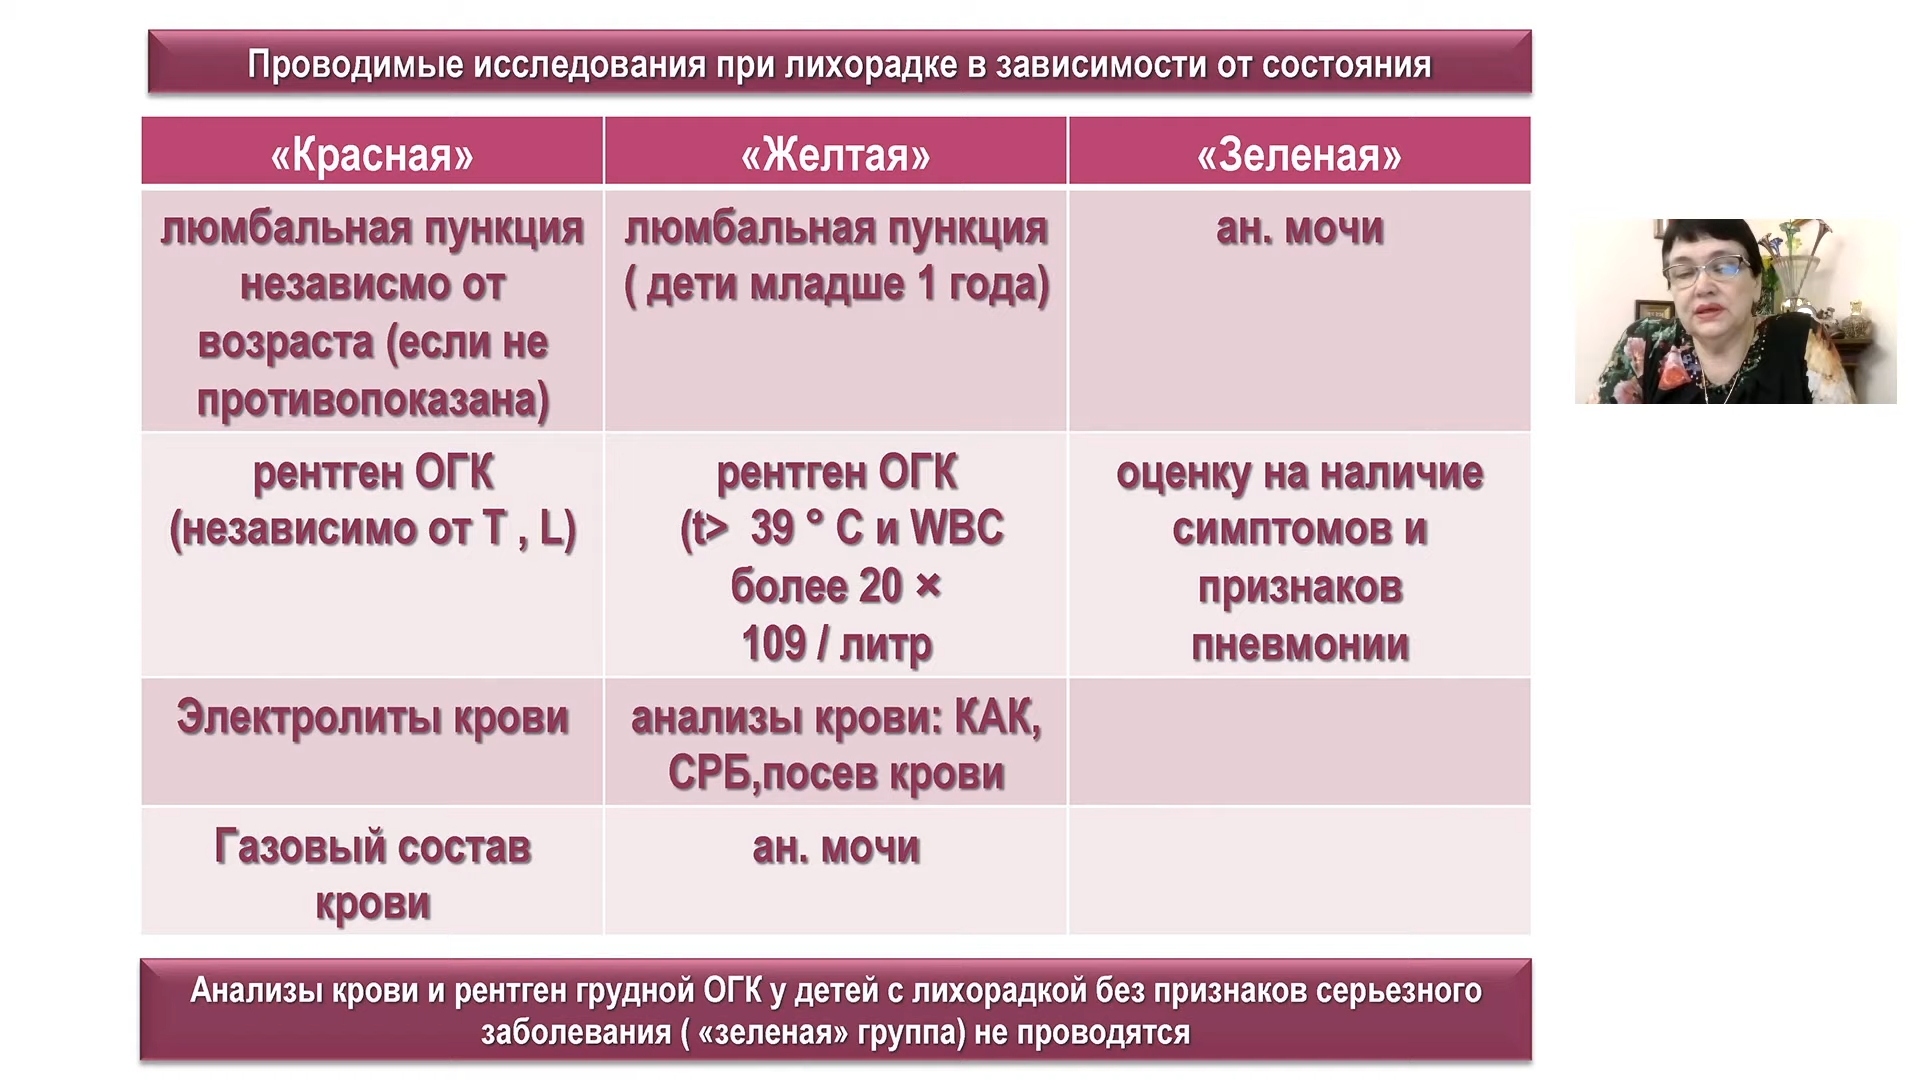 Проводимые исследования при лихорадке в зависимости от состояния
«Красная»
«Желтая»
«Зеленая»
люмбальная пункция
независмо от
возраста (если не
противопоказана)
люмбальная пункция
( дети младше 1 года)
ан. мочи
рентген ОГК
(независимо от Т , L)
рентген ОГК
(t> 39 ° С и WBC
более 20 ×
109 / литр
оценку на наличие
симптомов и
признаков
пневмонии
Электролиты крови
анализы крови: КАК,
СРБ,посев крови
Газовый состав
крови
ан. мочи
Анализы крови и рентген грудной ОГК у детей с лихорадкой без признаков серьезного
заболевания ( «зеленая» группа) не проводятся